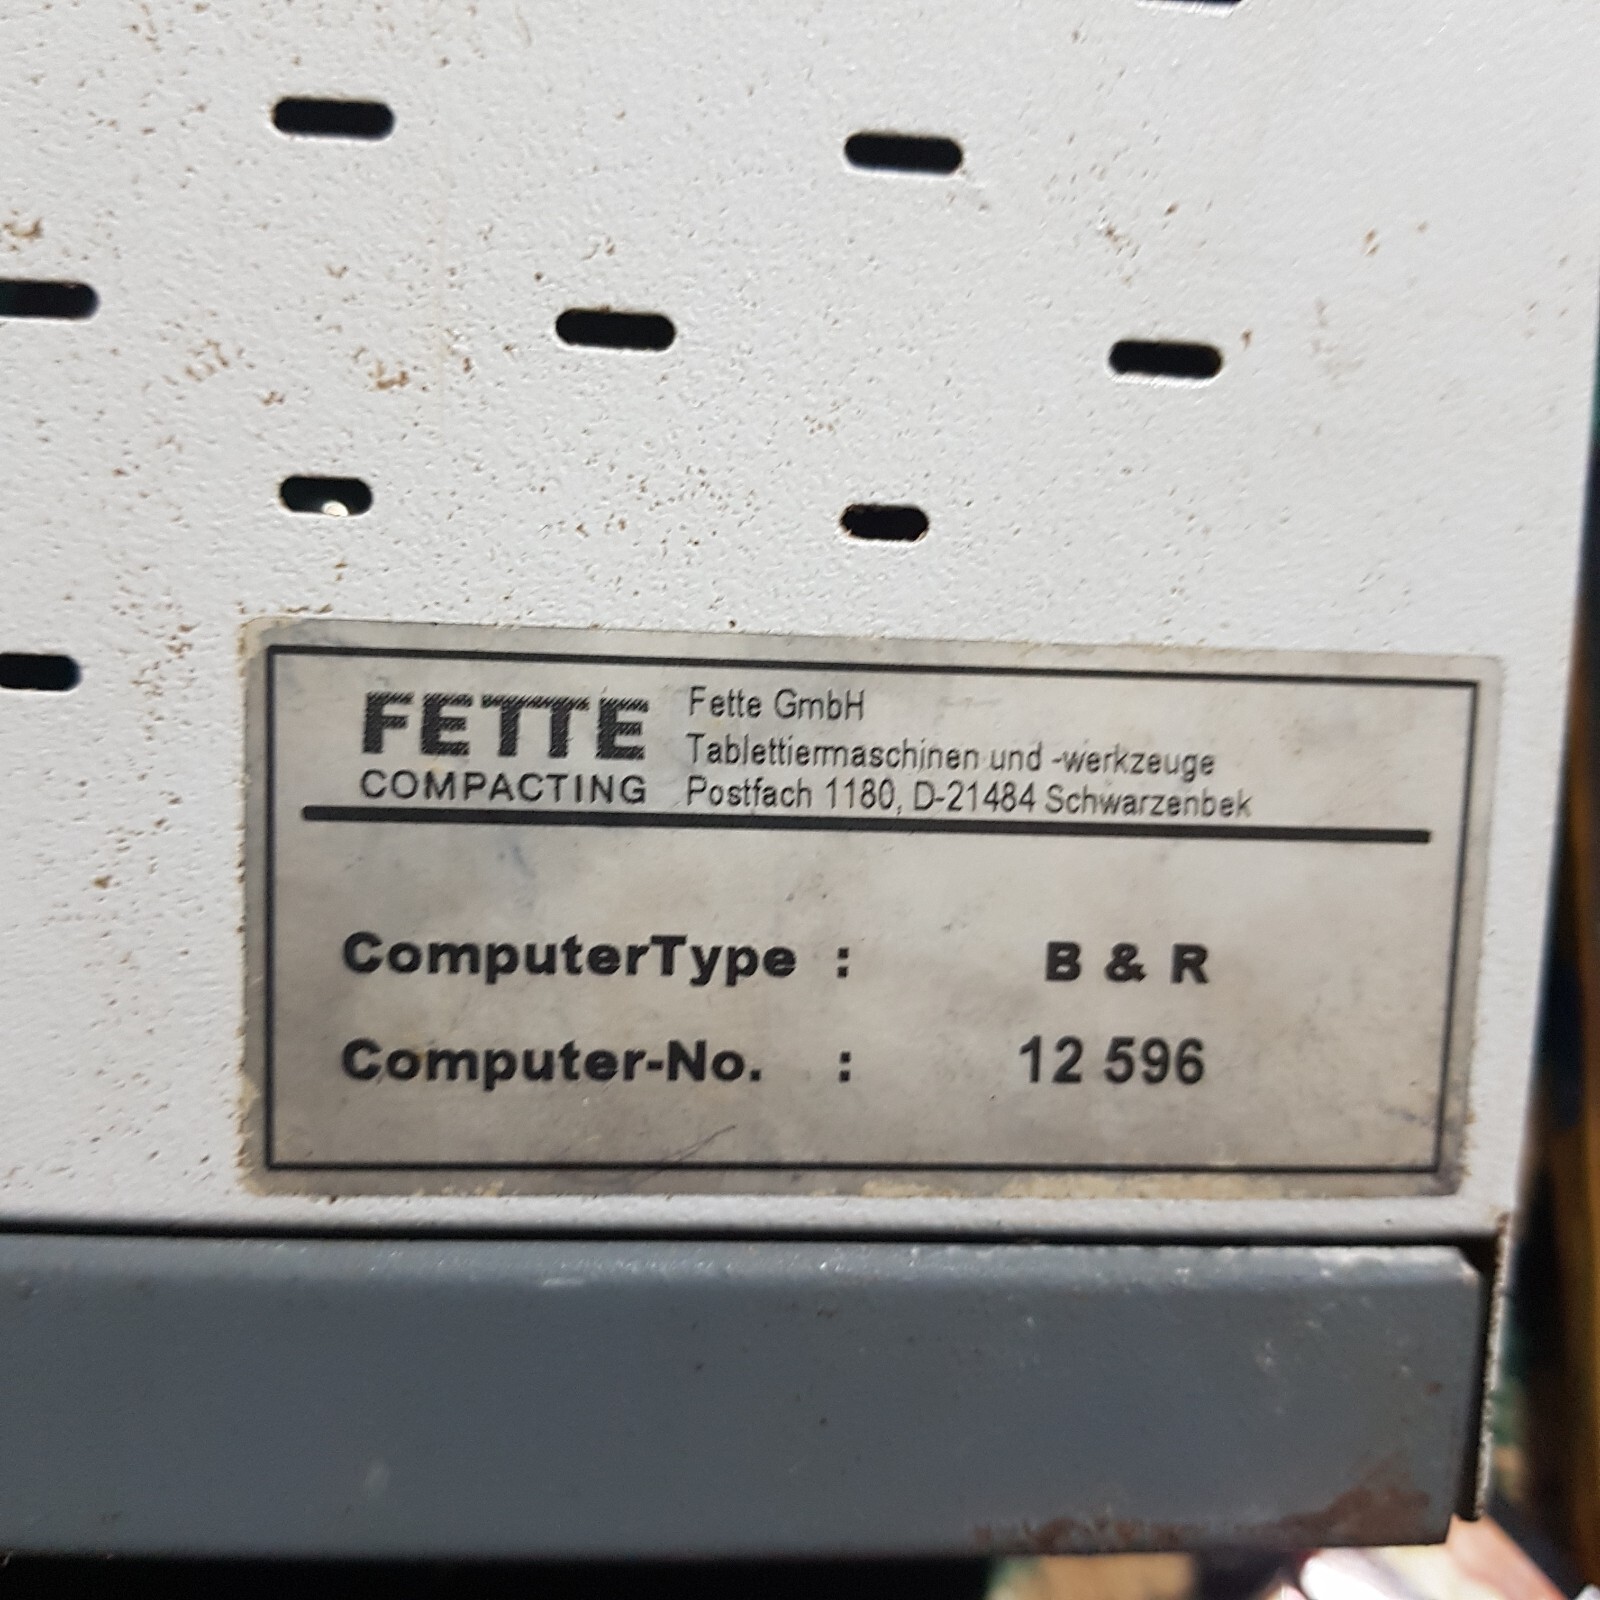 FETTE
COMPACTING
Fette GmbH
Tablettiermaschinen und -werkzeuge
Postfach 1180, D-21484 Schwarzenbek
ComputerType : B & R
Computer-No. : 12 596